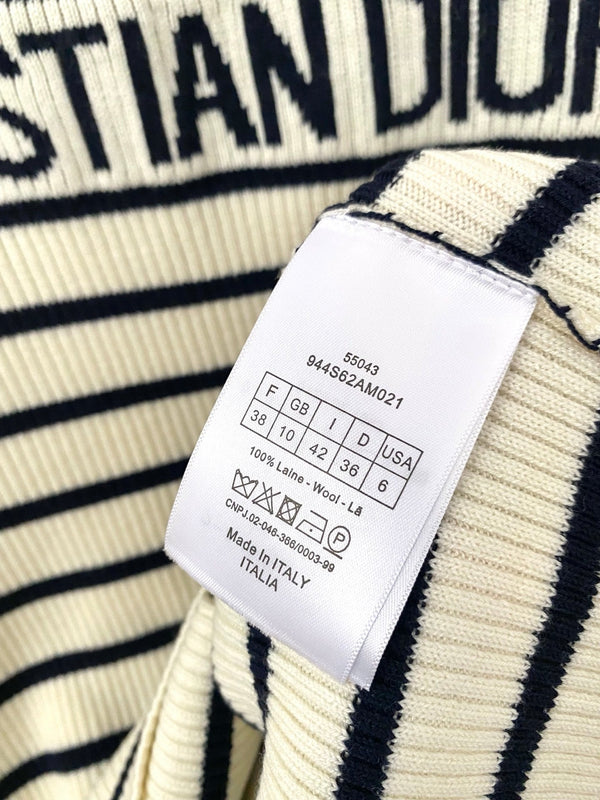 STIAN DIOR
55043
944S62AM021
F GB I D USA
38 10 42 36 6
100% Laine - Wool - Lã
CNPJ.02-046-366/0003-99
Made In ITALY
ITALIA